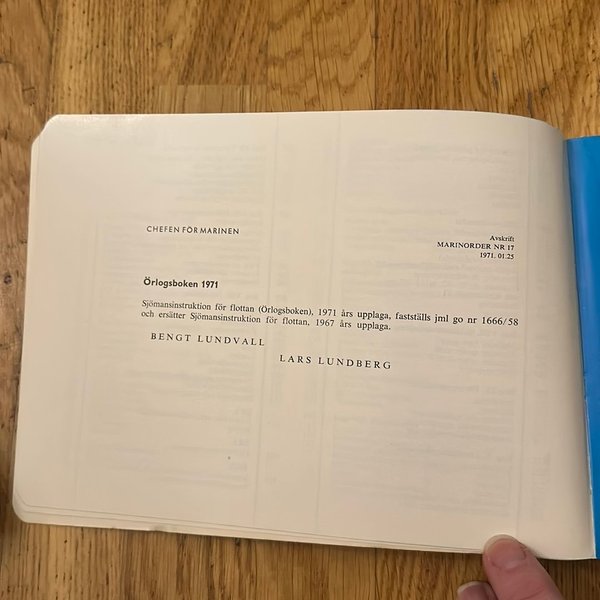 CHEFEN FÖR MARINEN
Avskrift
MARINORDER NR 17
1971. 01.25
Örlogsboken 1971
Sjömansinstruktion för flottan (Örlogsboken), 1971 års upplaga, fastställs jml go nr 1666/58
och ersätter Sjömansinstruktion för flottan, 1967 års upplaga.
BENGT LUNDVALL
LARS LUNDBERG